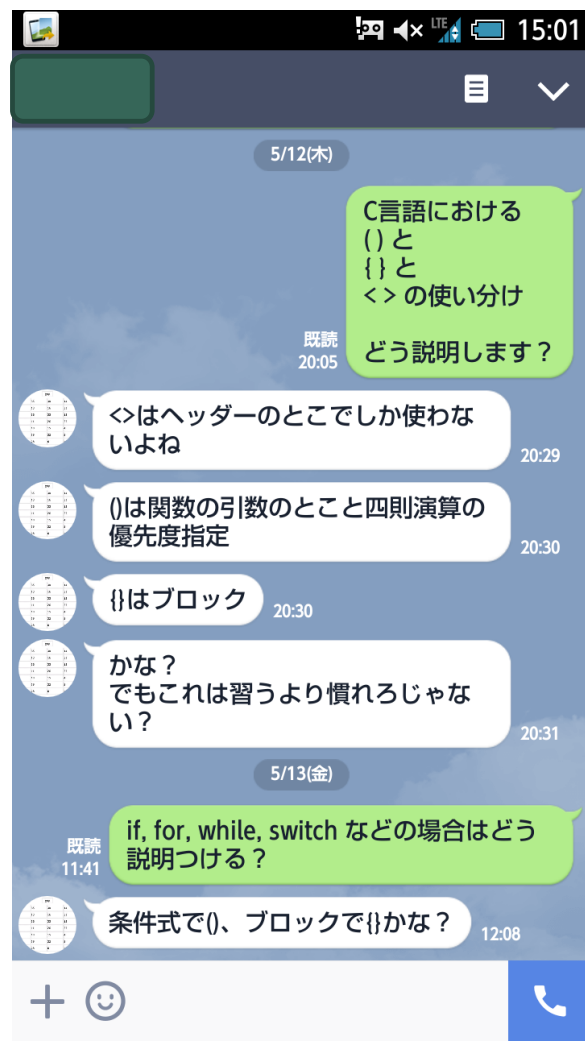 LTE 15:01
5/12(木)
C言語における
() と
{ } と
< > の使い分け
どう説明します？
既読
20:05
<>はヘッダーのとこでしか使わな
いよね
20:29
()は関数の引数のとこと四則演算の
優先度指定
20:30
{}はブロック
20:30
かな？
でもこれは習うより慣れろじゃな
い？
20:31
5/13(金)
if, for, while, switch などの場合はどう
説明つける？
既読
11:41
条件式で()、ブロックで{}かな？
12:08